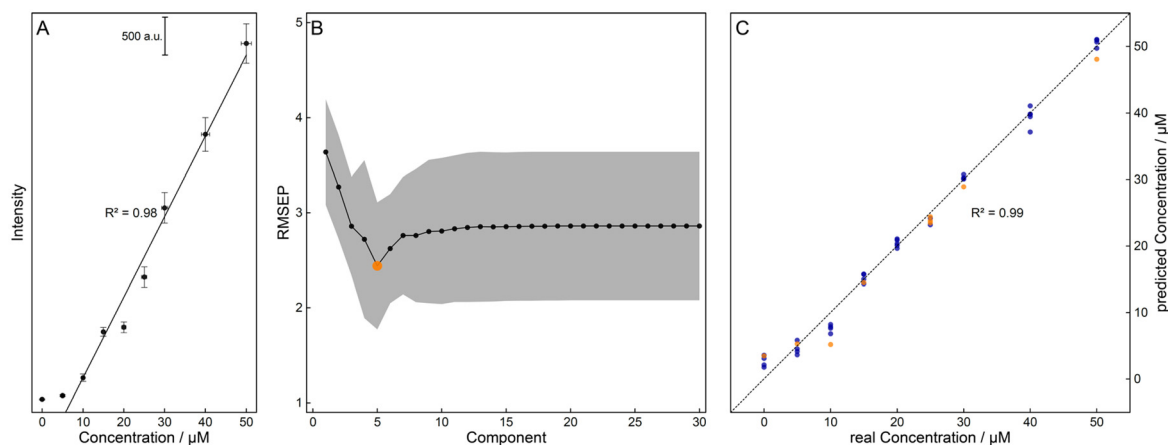 A
500 a.u.
R² = 0.98
Intensity
0
10
20
30
40
50
Concentration / µM
B
5
4
3
2
1
RMSEP
0
5
10
15
20
25
30
Component
C
R² = 0.99
50
40
30
20
10
0
predicted Concentration / µM
0
10
20
30
40
50
real Concentration / µM